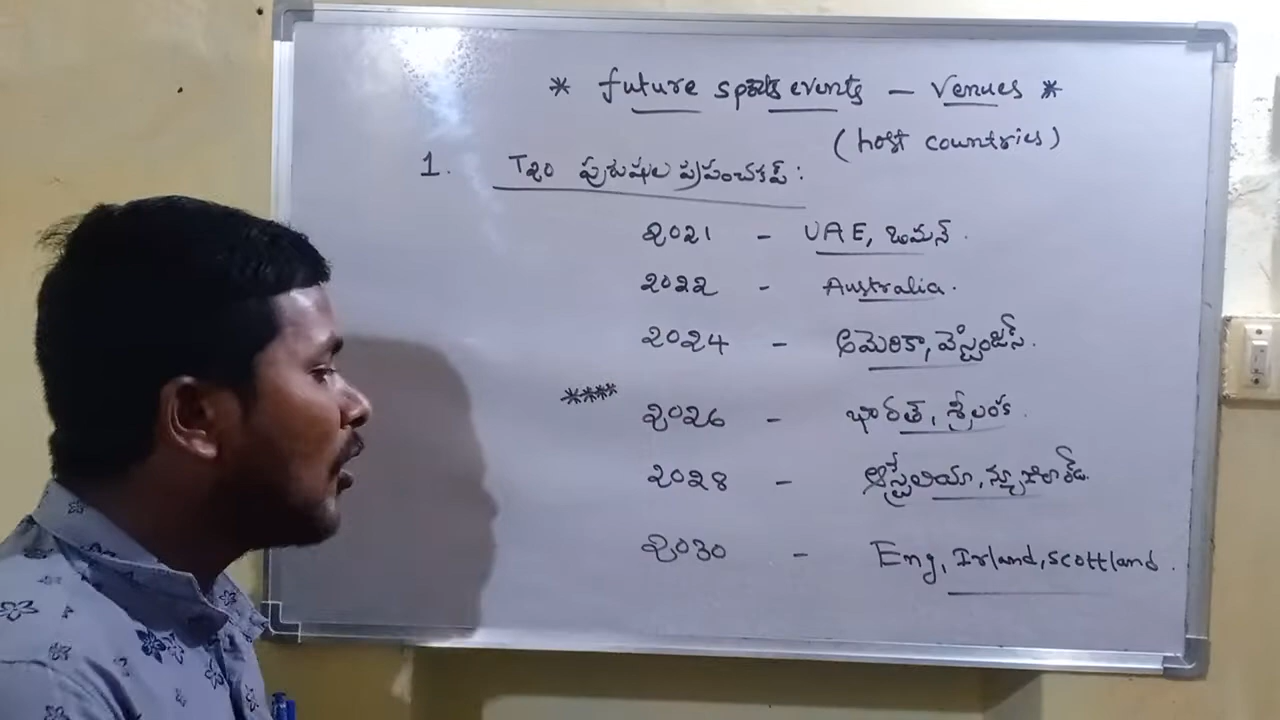 * future sports events – Venues *
(host countries)
1. T20 పురుషుల ప్రపంచకప్:
2021 - UAE, ఒమన్.
2022 - Australia.
2024 - అమెరికా, వెస్టిండీస్.
**** 2026 - భారత్, శ్రీలంక.
2028 - ఆస్ట్రేలియా, న్యూజిలాండ్.
2030 - Eng, Irland, scottland.